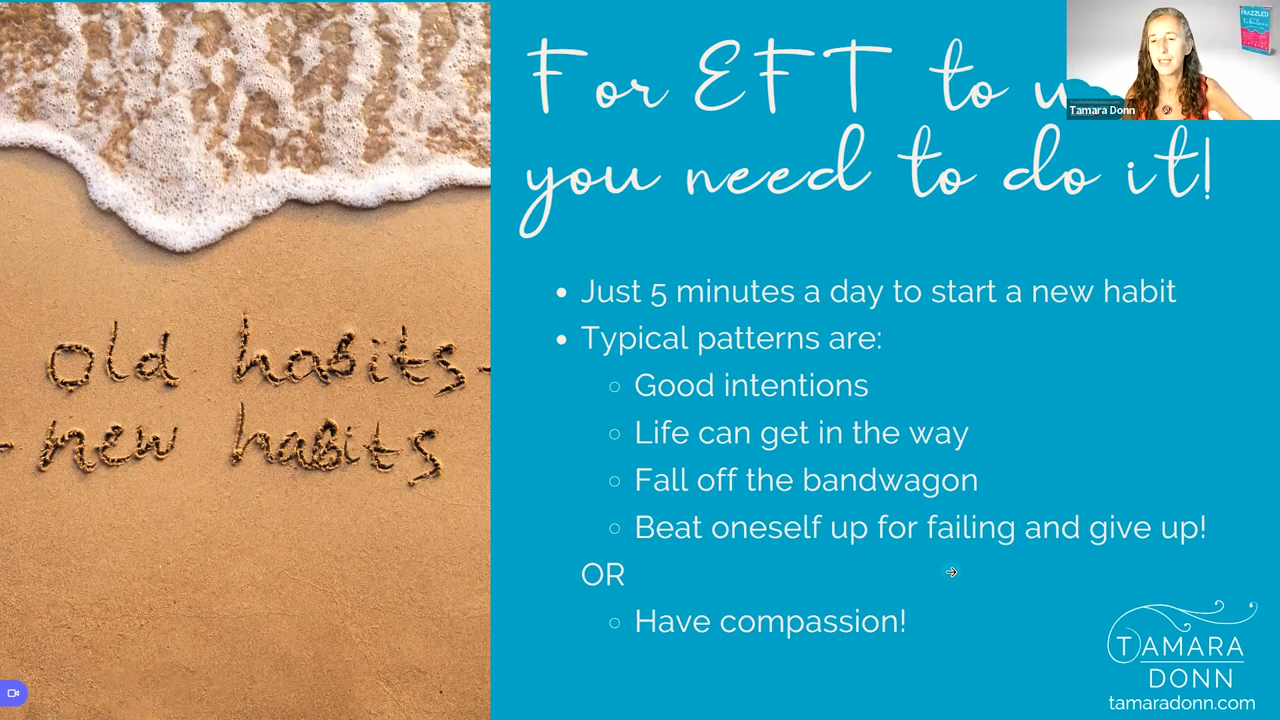 For EFT to
you need to do it!
Tamara Donn
FRAZZLED
old habits-
-new habits
• Just 5 minutes a day to start a new habit
• Typical patterns are:
○ Good intentions
○ Life can get in the way
○ Fall off the bandwagon
○ Beat oneself up for failing and give up!
OR
○ Have compassion!
TAMARA
DONN
tamaradonn.com